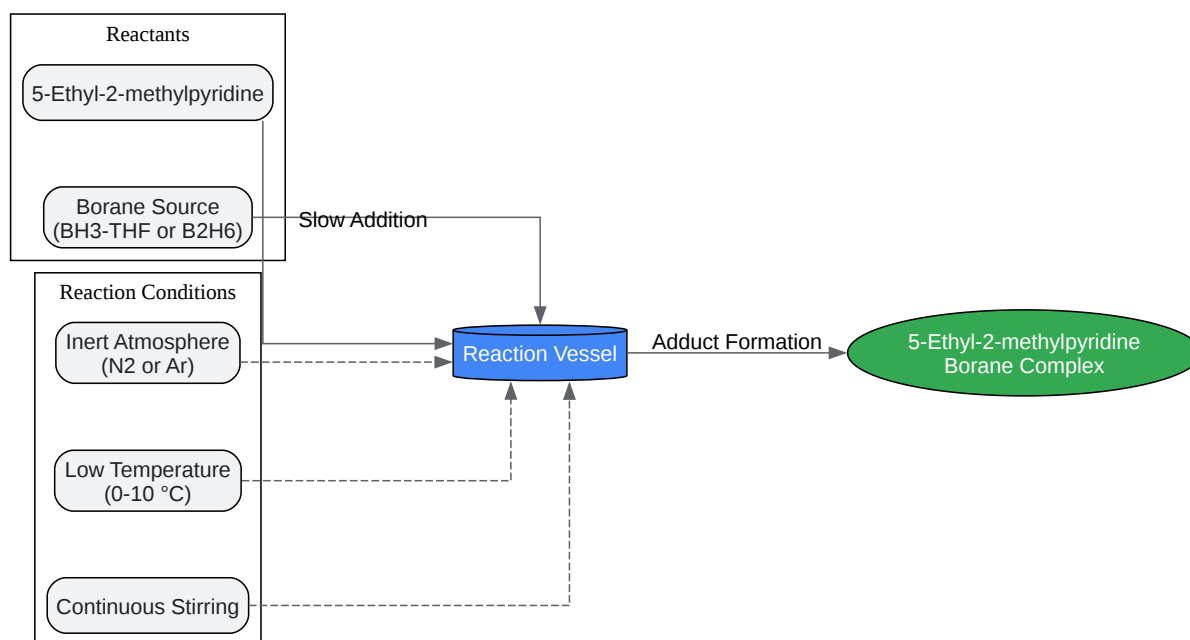 Reactants
5-Ethyl-2-methylpyridine
Borane Source
(BH3-THF or B2H6)
Slow Addition
Reaction Conditions
Inert Atmosphere
(N2 or Ar)
Low Temperature
(0-10 °C)
Continuous Stirring
Reaction Vessel
Adduct Formation
5-Ethyl-2-methylpyridine
Borane Complex